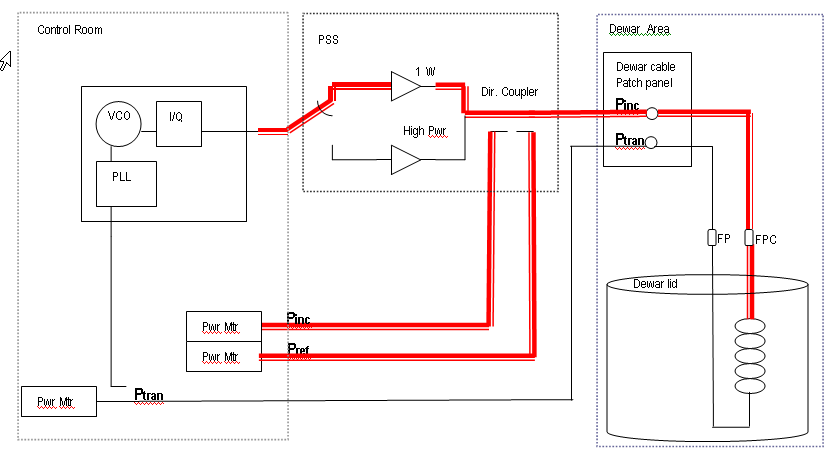 Control Room
PSS
Dewar Area
1 W
Dewar cable
Patch panel
Dir. Coupler
Pinc
VCO
I/Q
High Pwr
Ptran
PLL
FP
FPC
Dewar lid
Pinc
Pwr Mtr
Pref
Pwr Mtr
Ptran
Pwr Mtr